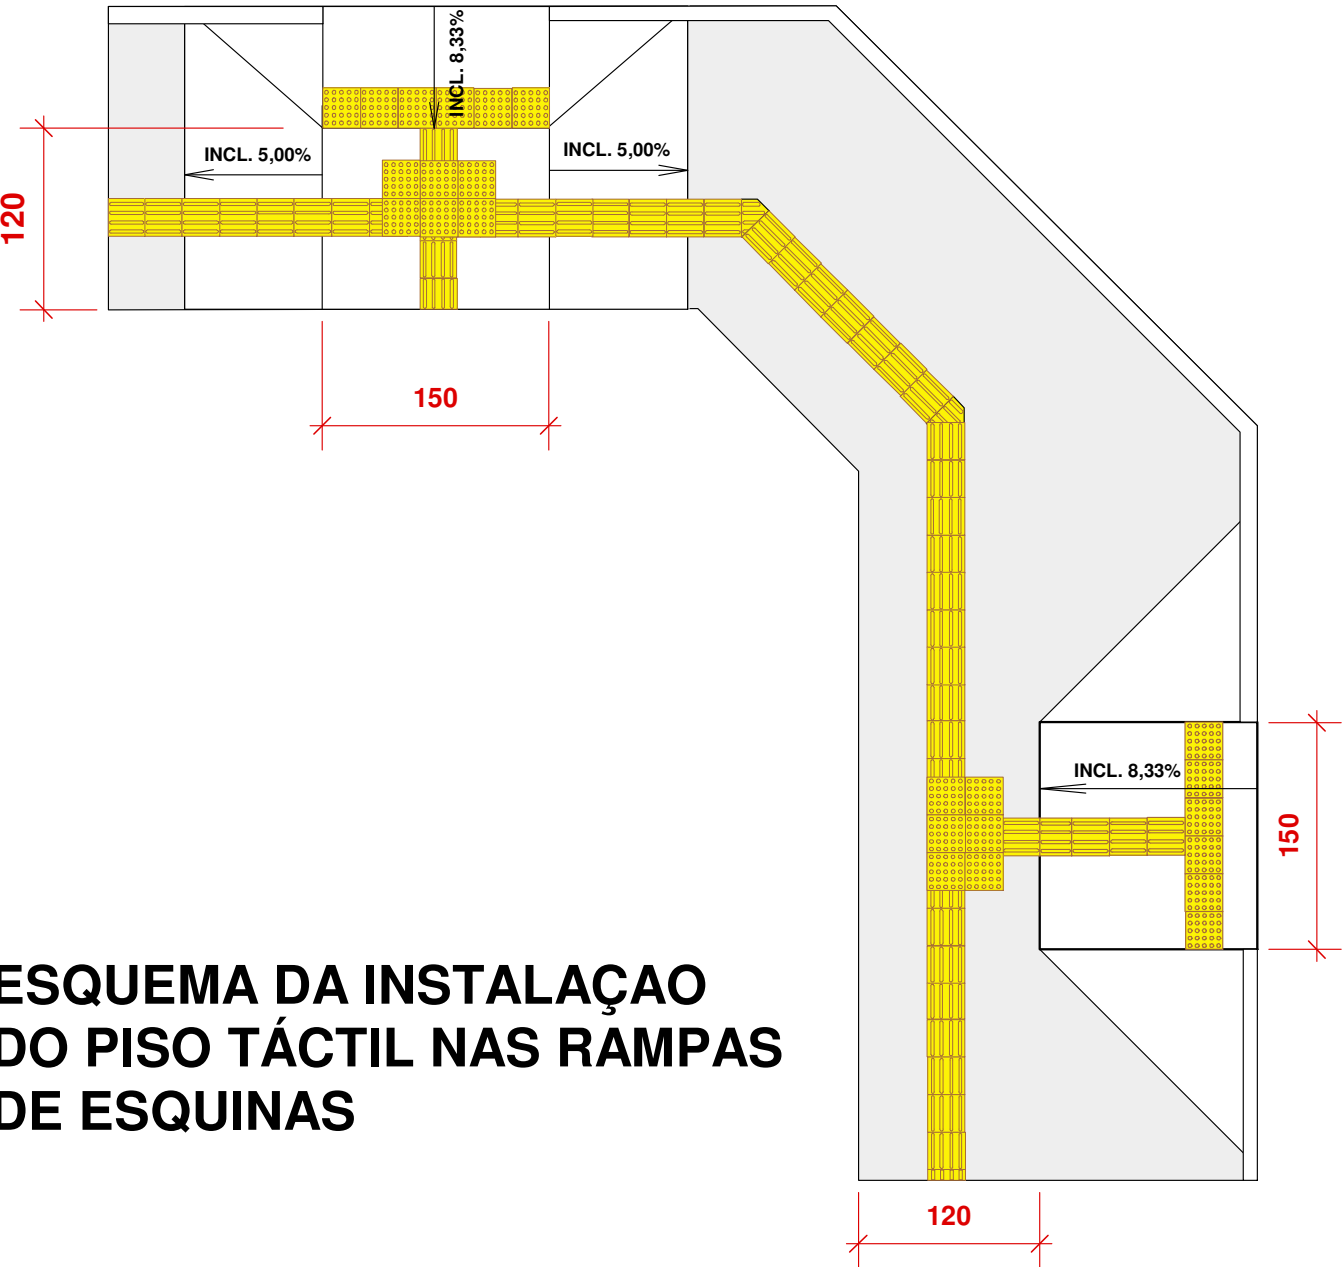 INCL. 8,33%
INCL. 5,00%
INCL. 5,00%
120
150
INCL. 8,33%
150
ESQUEMA DA INSTALAÇAO
DO PISO TÁCTIL NAS RAMPAS
DE ESQUINAS
120